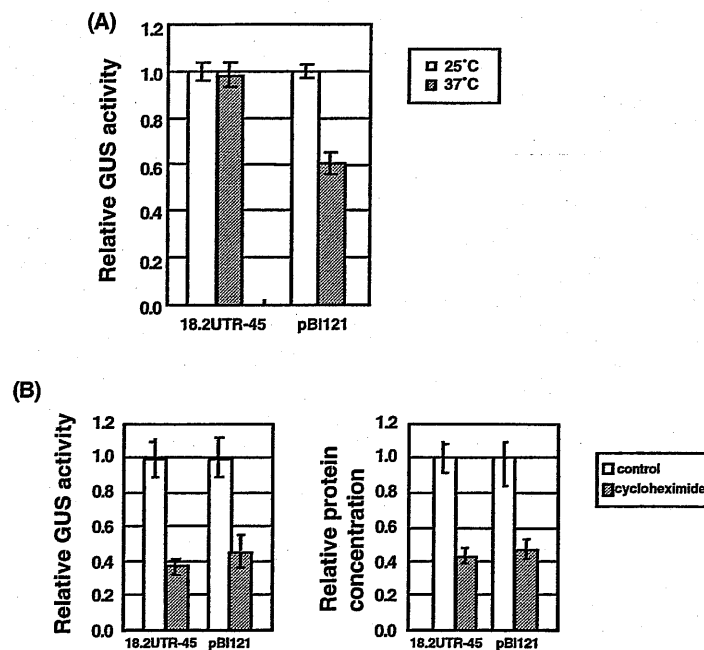 (A)
Relative GUS activity
1.2
1.0
0.8
0.6
0.4
0.2
0.0
18.2UTR-45 pBI121
25°C
37°C
(B)
Relative GUS activity
1.2
1.0
0.8
0.6
0.4
0.2
0.0
18.2UTR-45 pBI121
Relative protein
concentration
1.2
1.0
0.8
0.6
0.4
0.2
0.0
18.2UTR-45 pBI121
control
cycloheximide